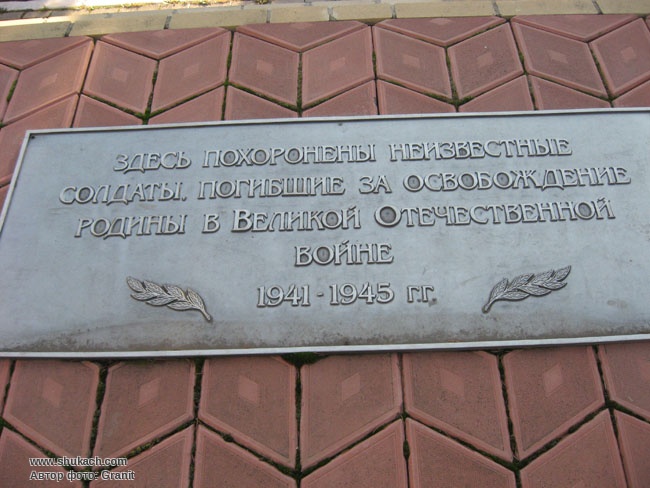 ЗДЕСЬ ПОХОРОНЕНЫ НЕИЗВЕСТНЫЕ
СОЛДАТЫ, ПОГИБШИЕ ЗА ОСВОБОЖДЕНИЕ
РОДИНЫ В ВЕЛИКОЙ ОТЕЧЕСТВЕННОЙ
ВОЙНЕ
1941 - 1945 ГГ.
www.shukach.com
Автор фото: Granit